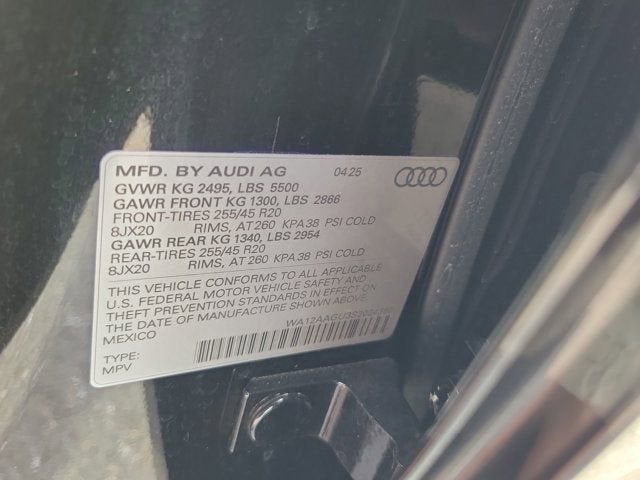 MFD. BY AUDI AG 04 25
GVWR KG 2495, LBS 5500
GAWR FRONT KG 1300, LBS 2866
FRONT-TIRES 255/45 R20
8JX20 RIMS, AT 260 KPA 38 PSI COLD
GAWR REAR KG 1340, LBS 2954
REAR-TIRES 255/45 R20
8JX20 RIMS, AT 260 KPA 38 PSI COLD
THIS VEHICLE CONFORMS TO ALL APPLICABLE
U.S. FEDERAL MOTOR VEHICLE SAFETY AND
THEFT PREVENTION STANDARDS IN EFFECT ON
THE DATE OF MANUFACTURE SHOWN ABOVE.
MEXICO
TYPE:
MPV